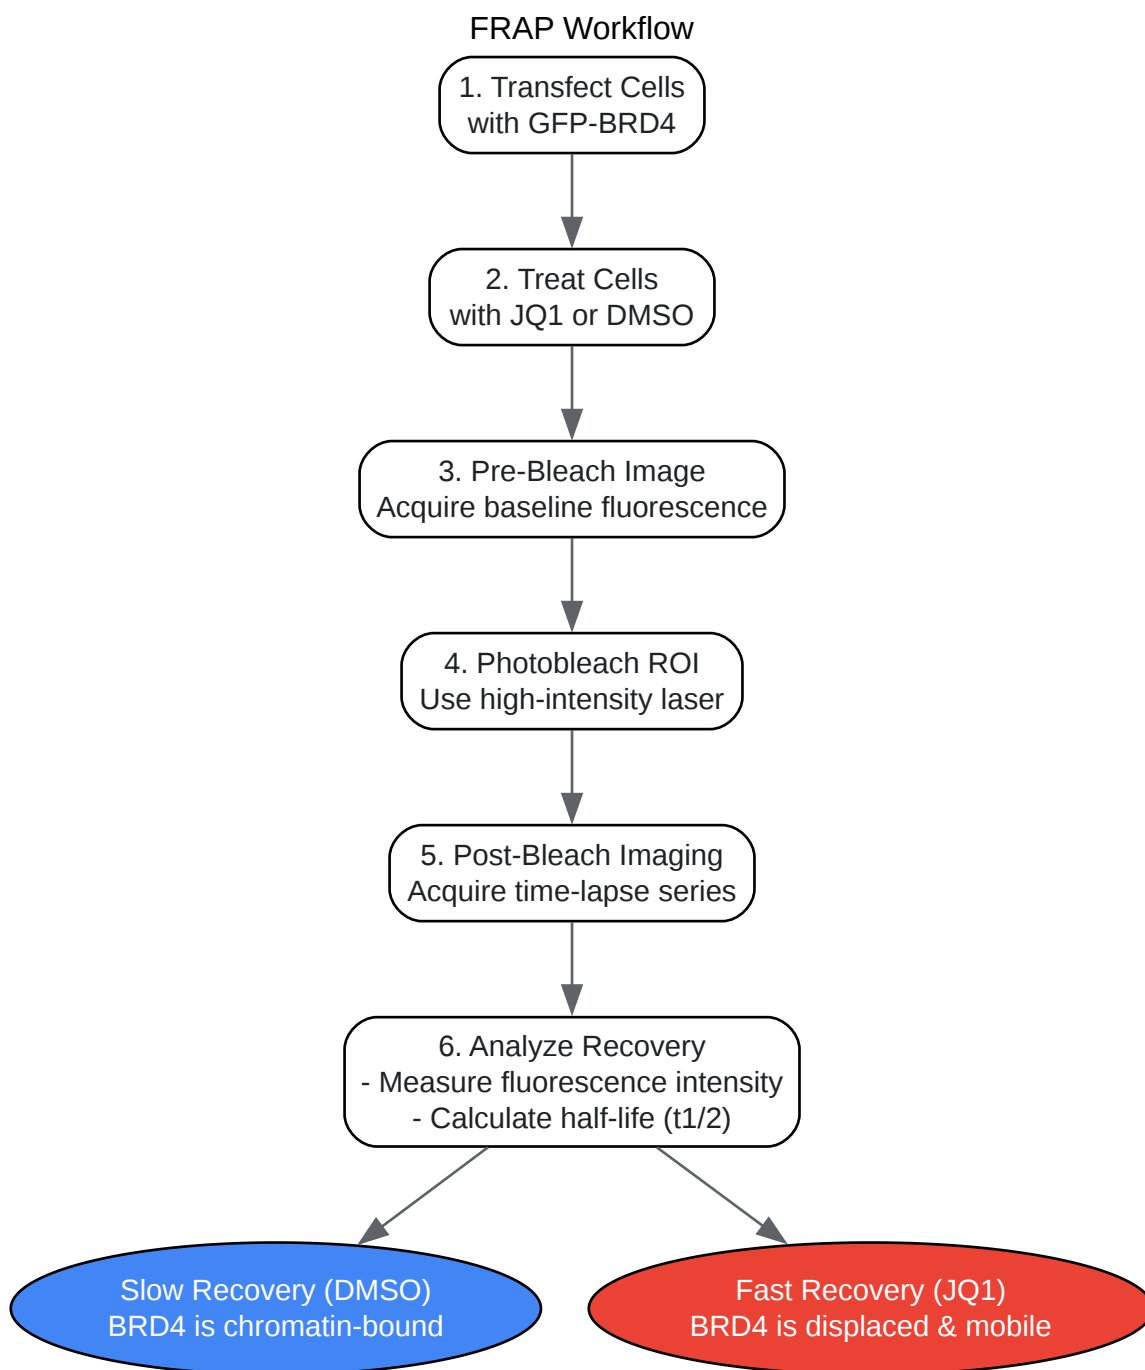 FRAP Workflow
1. Transfect Cells
with GFP-BRD4
2. Treat Cells
with JQ1 or DMSO
3. Pre-Bleach Image
Acquire baseline fluorescence
4. Photobleach ROI
Use high-intensity laser
5. Post-Bleach Imaging
Acquire time-lapse series
6. Analyze Recovery
- Measure fluorescence intensity
- Calculate half-life (t1/2)
Slow Recovery (DMSO)
BRD4 is chromatin-bound
Fast Recovery (JQ1)
BRD4 is displaced & mobile